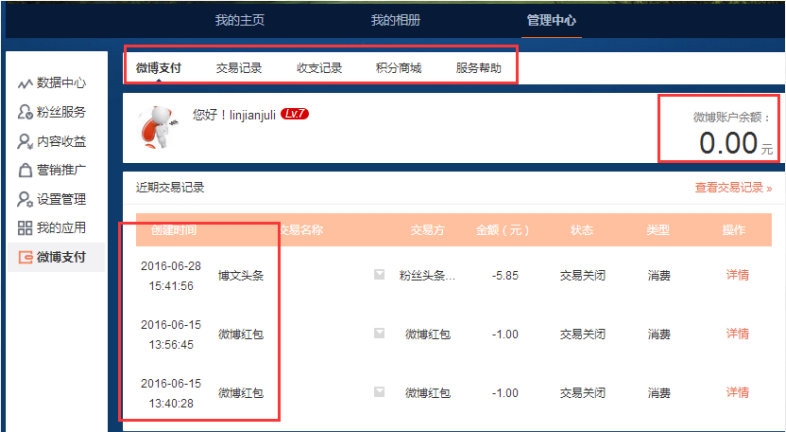 我的主页 我的相册 管理中心
微博支付 交易记录 收支记录 积分商城 服务帮助
数据中心
粉丝服务
内容收益
营销推广
设置管理
我的应用
微博支付
您好！linjianjuli Lv.7
微博账户余额：
0.00 元
近期交易记录 查看交易记录 »
创建时间 交易名称 交易方 金额（元） 状态 类型 操作
2016-06-28 15:41:56 博文头条 粉丝头条... -5.85 交易关闭 消费 详情
2016-06-15 13:56:45 微博红包 微博红包 -1.00 交易关闭 消费 详情
2016-06-15 13:40:28 微博红包 微博红包 -1.00 交易关闭 消费 详情